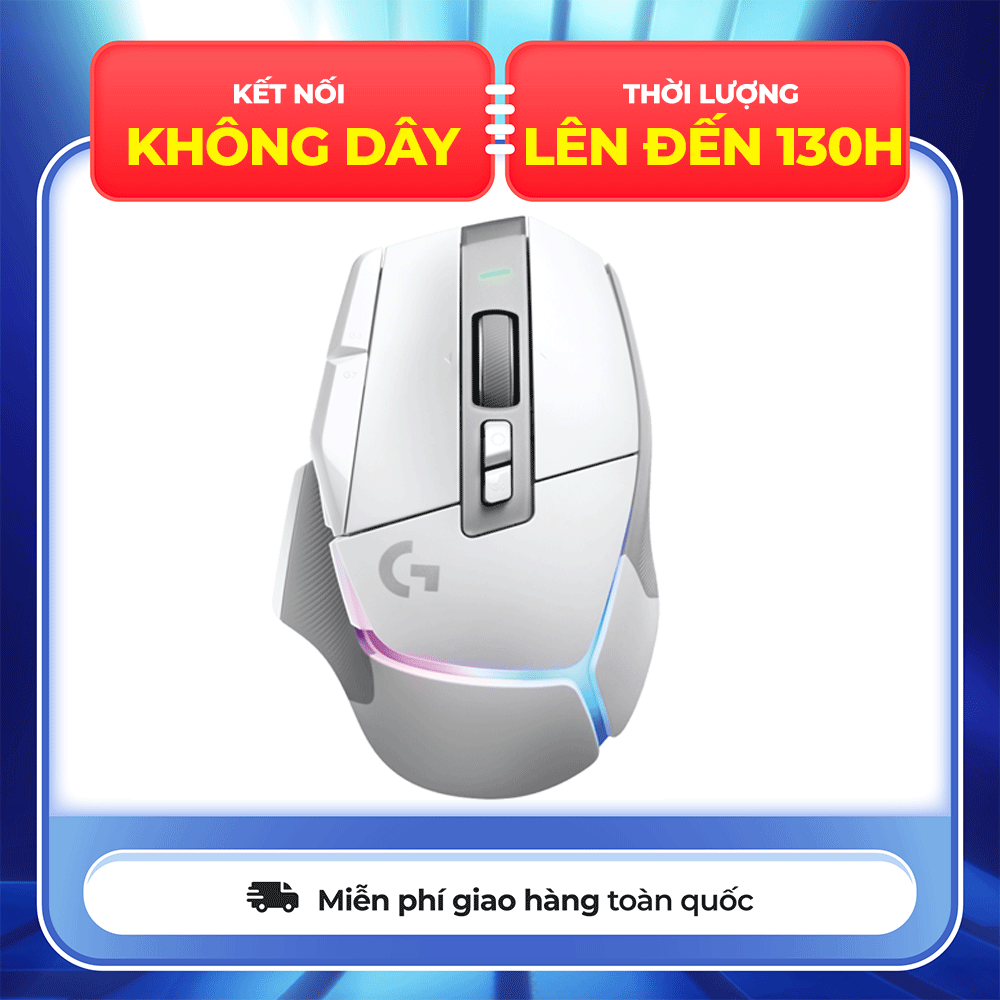 KẾT NỐI
KHÔNG DÂY
THỜI LƯỢNG
LÊN ĐẾN 130H
Miễn phí giao hàng toàn quốc